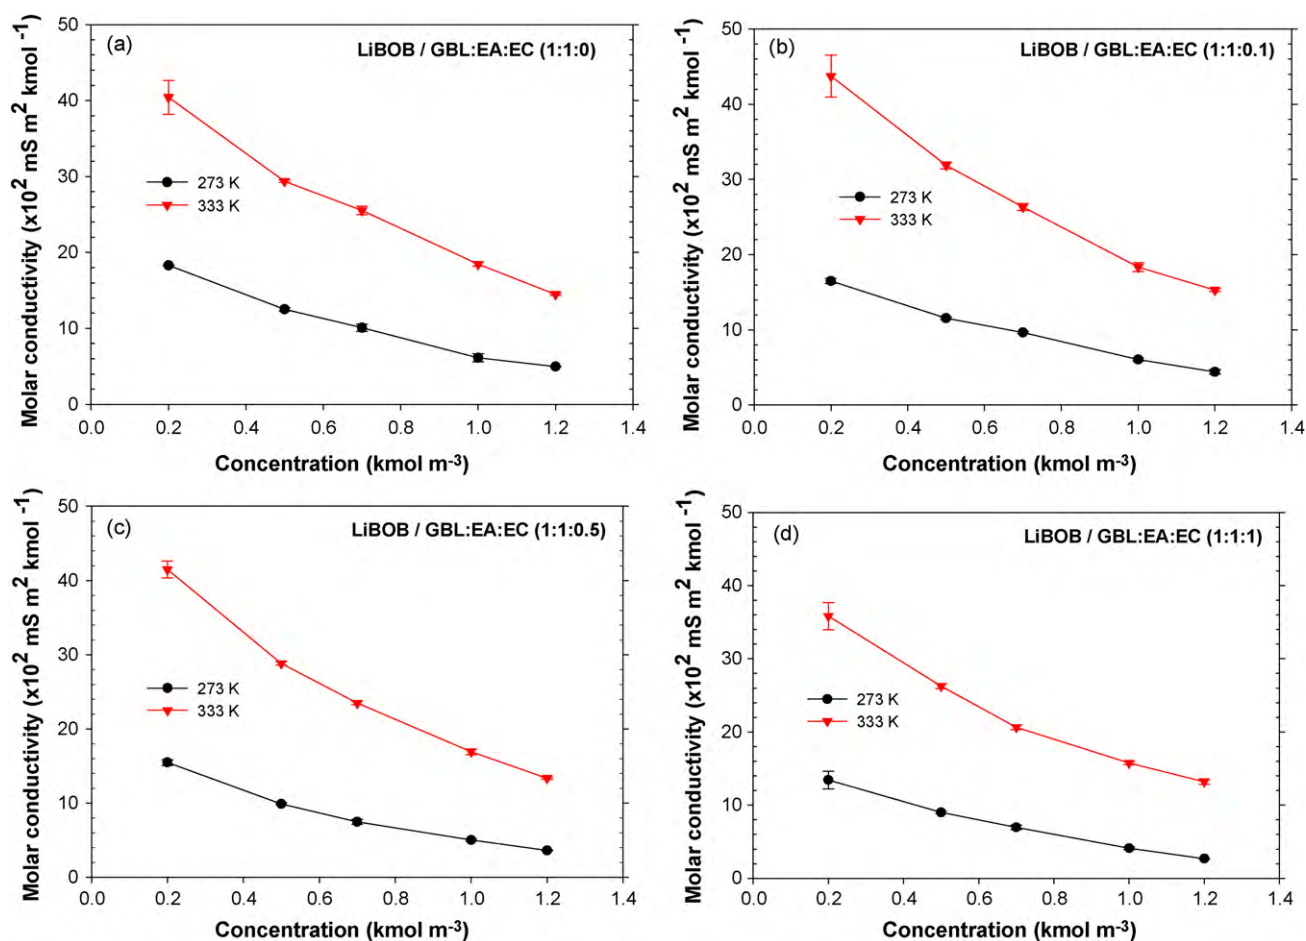 (a)
LiBOB / GBL:EA:EC (1:1:0)
Molar conductivity (x10² mS m² kmol ⁻¹)
50
40
30
20
10
0
273 K
333 K
0.0 0.2 0.4 0.6 0.8 1.0 1.2 1.4
Concentration (kmol m⁻³)
(b)
LiBOB / GBL:EA:EC (1:1:0.1)
Molar conductivity (x10² mS m² kmol ⁻¹)
50
40
30
20
10
0
273 K
333 K
0.0 0.2 0.4 0.6 0.8 1.0 1.2 1.4
Concentration (kmol m⁻³)
(c)
LiBOB / GBL:EA:EC (1:1:0.5)
Molar conductivity (x10² mS m² kmol ⁻¹)
50
40
30
20
10
0
273 K
333 K
0.0 0.2 0.4 0.6 0.8 1.0 1.2 1.4
Concentration (kmol m⁻³)
(d)
LiBOB / GBL:EA:EC (1:1:1)
Molar conductivity (x10² mS m² kmol ⁻¹)
50
40
30
20
10
0
273 K
333 K
0.0 0.2 0.4 0.6 0.8 1.0 1.2 1.4
Concentration (kmol m⁻³)